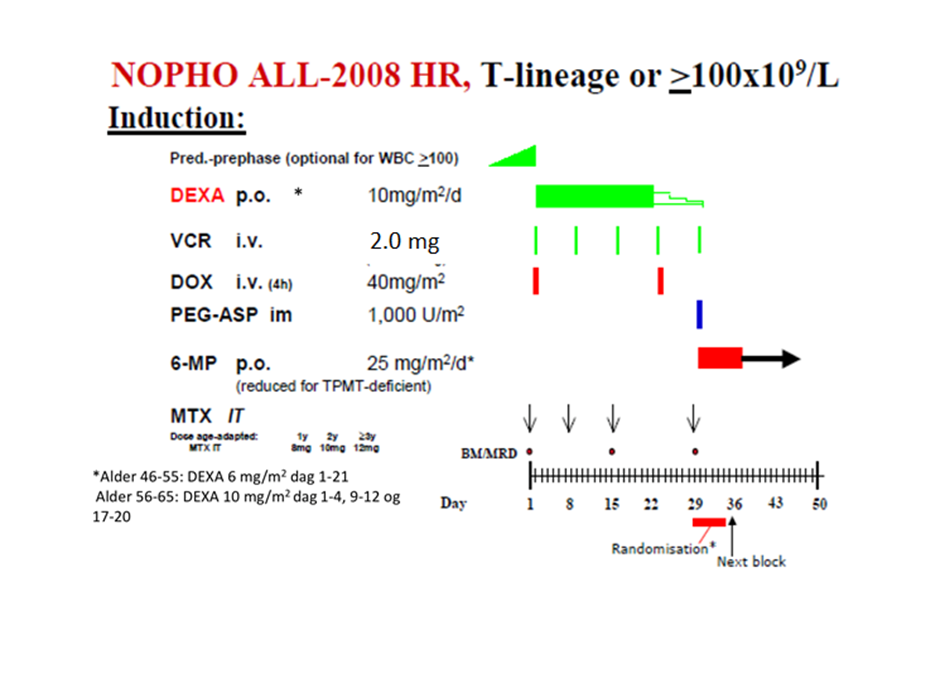 NOPHO ALL-2008 HR, T-lineage or ≥100x10⁹/L
Induction:
Pred.-prephase (optional for WBC ≥100)
DEXA p.o. * 10mg/m²/d
VCR i.v. 2.0 mg
DOX i.v. (4h) 40mg/m²
PEG-ASP im 1,000 U/m²
6-MP p.o. 25 mg/m²/d*
(reduced for TPMT-deficient)
MTX IT
Dose age-adapted: 1y 2y ≥3y
MTX IT 8mg 10mg 12mg
BM/MRD
*Alder 46-55: DEXA 6 mg/m² dag 1-21
Alder 56-65: DEXA 10 mg/m² dag 1-4, 9-12 og
17-20
Day 1 8 15 22 29 36 43 50
Randomisation*
Next block